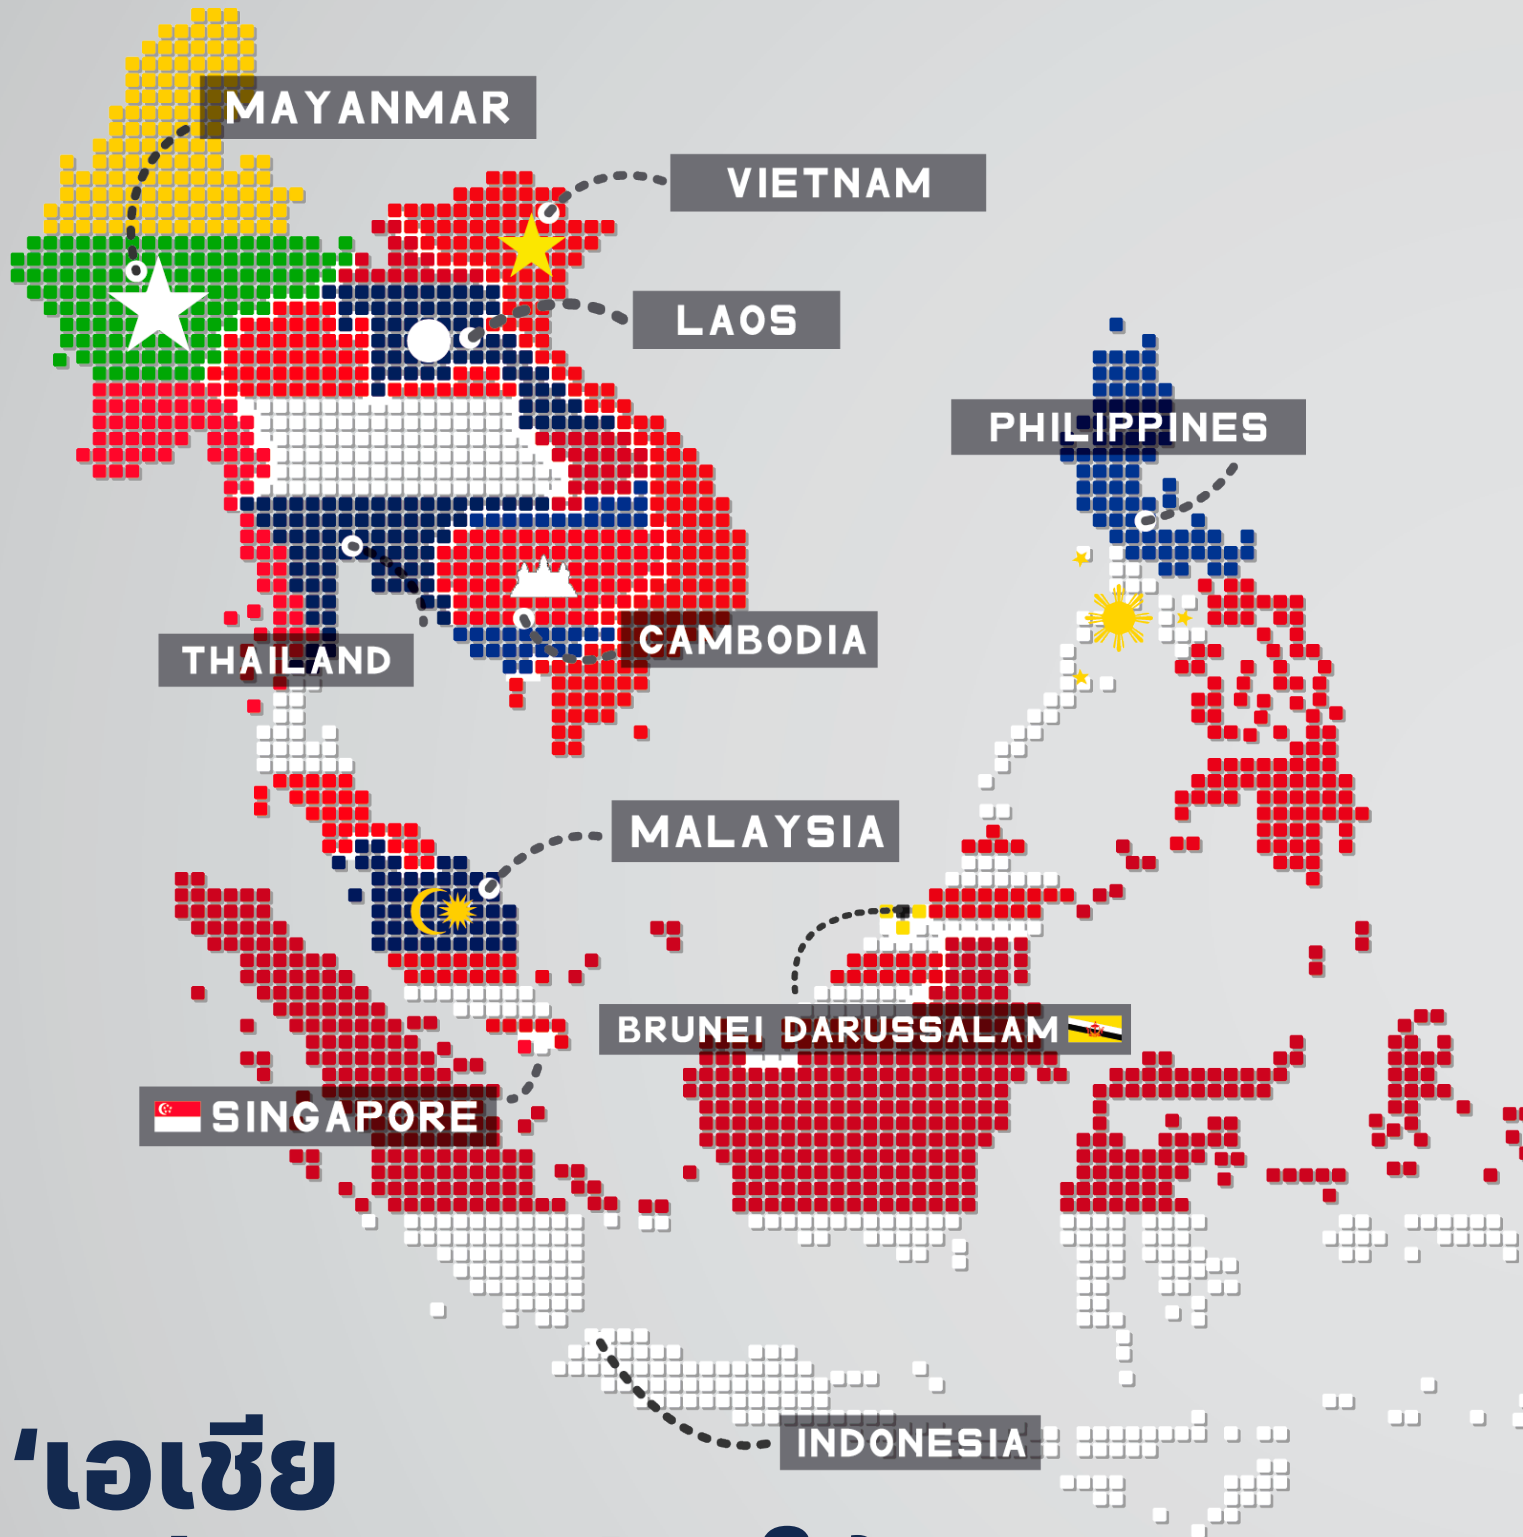 MAYANMAR
VIETNAM
LAOS
PHILIPPINES
CAMBODIA
THAILAND
MALAYSIA
BRUNEI DARUSSALAM
SINGAPORE
INDONESIA
‘เอเชีย